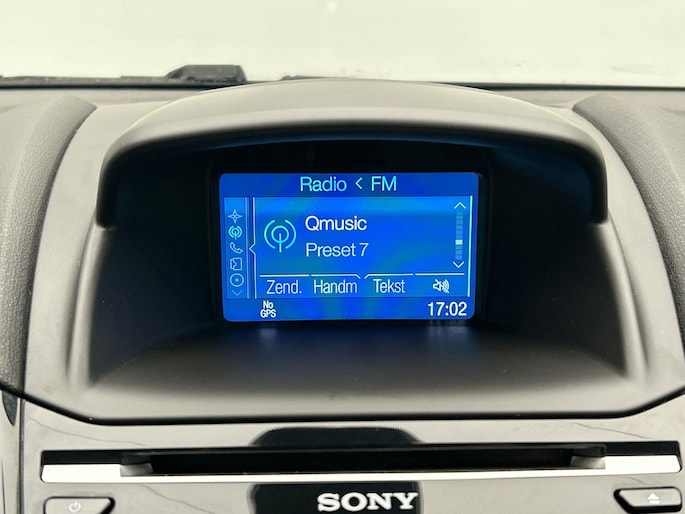 Radio < FM
Qmusic
Preset 7
Zend. Handm Tekst
No GPS 17:02
SONY